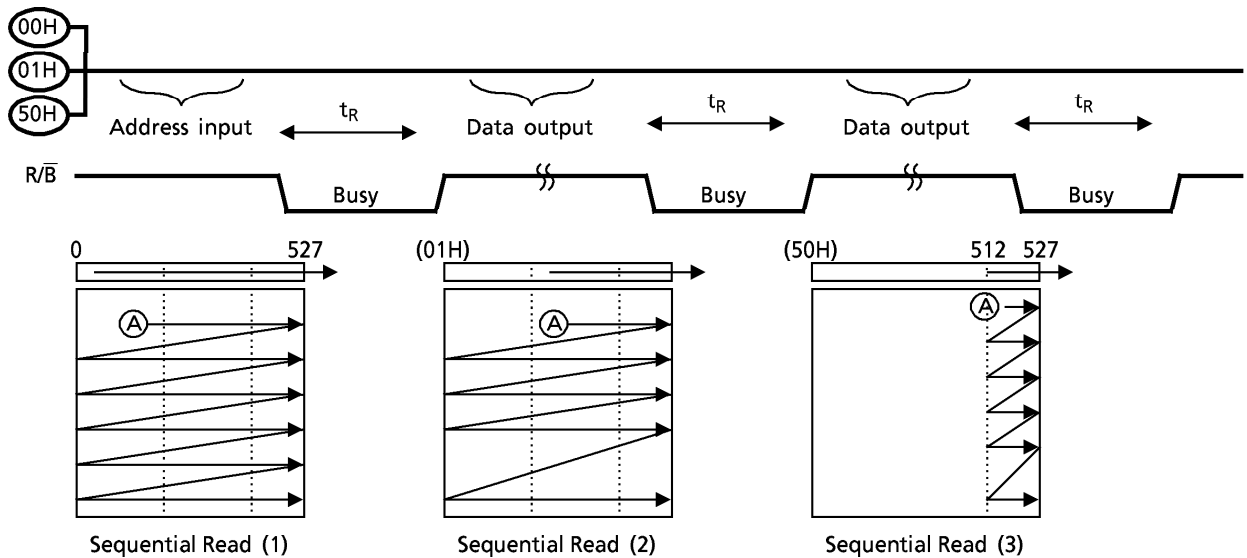 00H
01H
50H
Address input
tR
Data output
tR
Data output
tR
R/B̅
Busy
Busy
Busy
0 527 (01H) (50H) 512 527
A A A
Sequential Read (1) Sequential Read (2) Sequential Read (3)